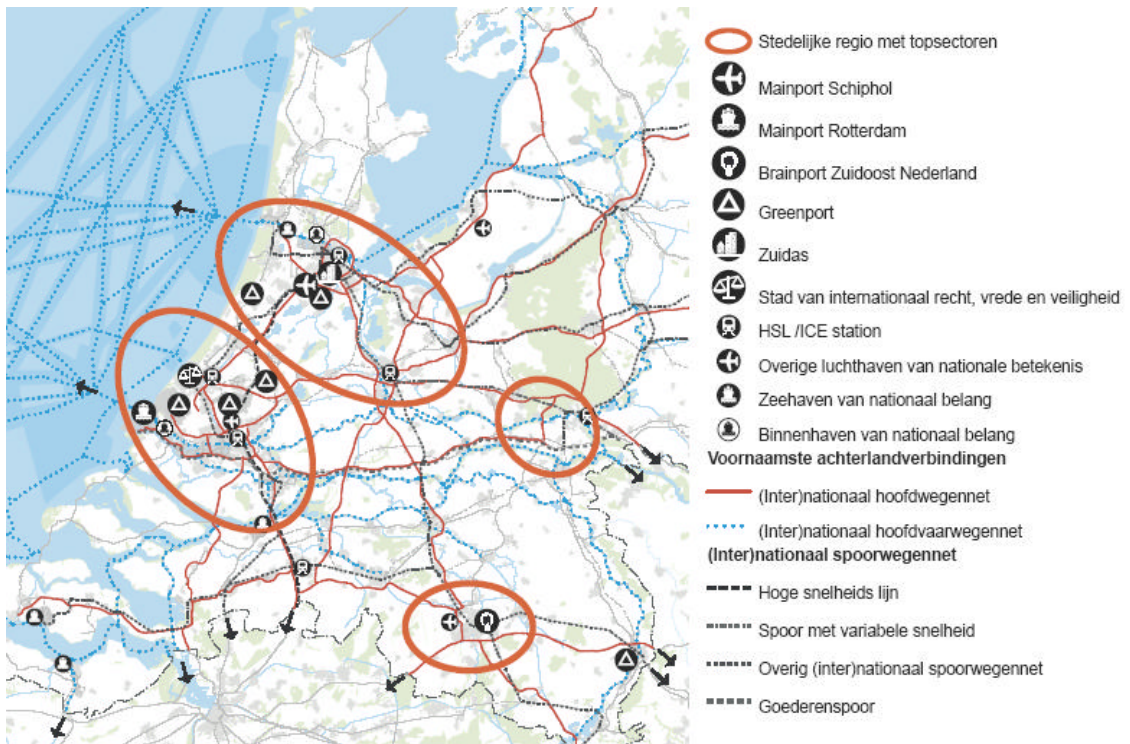 Stedelijke regio met topsectoren
Mainport Schiphol
Mainport Rotterdam
Brainport Zuidoost Nederland
Greenport
Zuidas
Stad van internationaal recht, vrede en veiligheid
HSL /ICE station
Overige luchthaven van nationale betekenis
Zeehaven van nationaal belang
Binnenhaven van nationaal belang
Voornaamste achterlandverbindingen
(Inter)nationaal hoofdwegennet
(Inter)nationaal hoofdvaarwegennet
(Inter)nationaal spoorwegennet
Hoge snelheids lijn
Spoor met variabele snelheid
Overig (inter)nationaal spoorwegennet
Goederenspoor